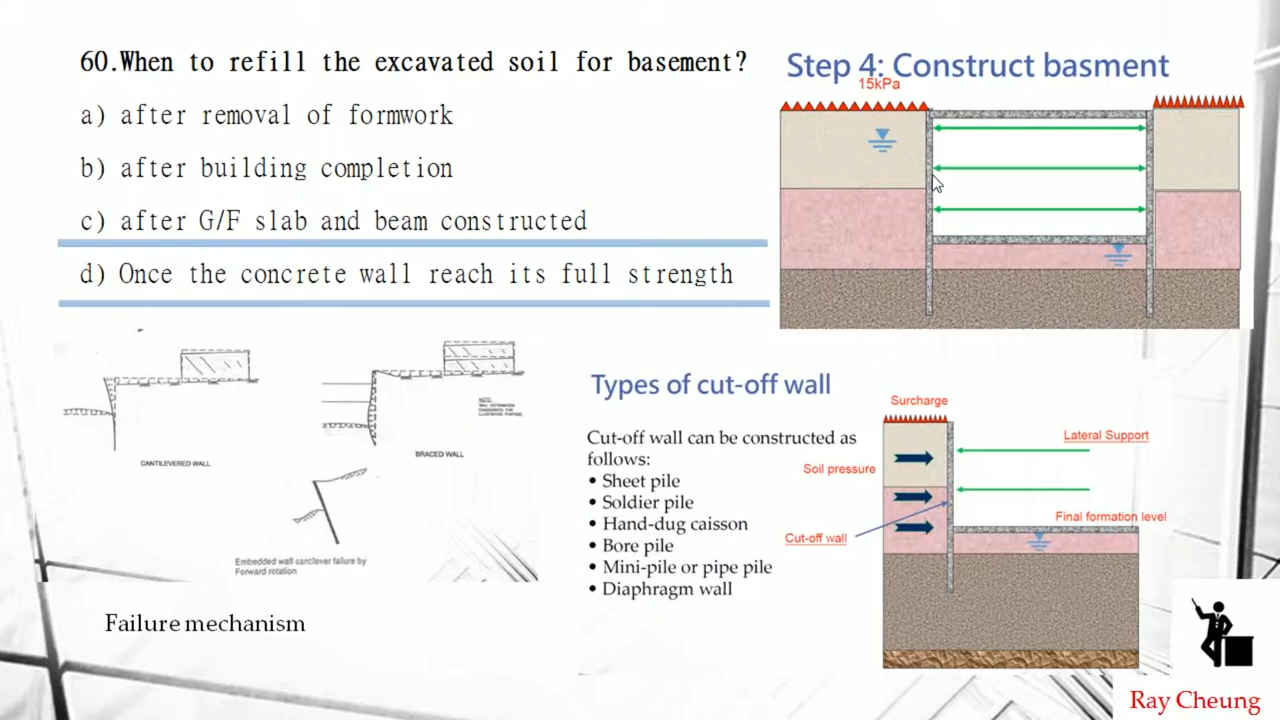 60.When to refill the excavated soil for basement?
a) after removal of formwork
b) after building completion
c) after G/F slab and beam constructed
d) Once the concrete wall reach its full strength
Step 4: Construct basment
15kPa
CANTILEVERED WALL
BRACED WALL
Embedded wall cantilever failure by
Forward rotation
Failure mechanism
Types of cut-off wall
Cut-off wall can be constructed as
follows:
• Sheet pile
• Soldier pile
• Hand-dug caisson
• Bore pile
• Mini-pile or pipe pile
• Diaphragm wall
Surcharge
Lateral Support
Soil pressure
Final formation level
Cut-off wall
Ray Cheung